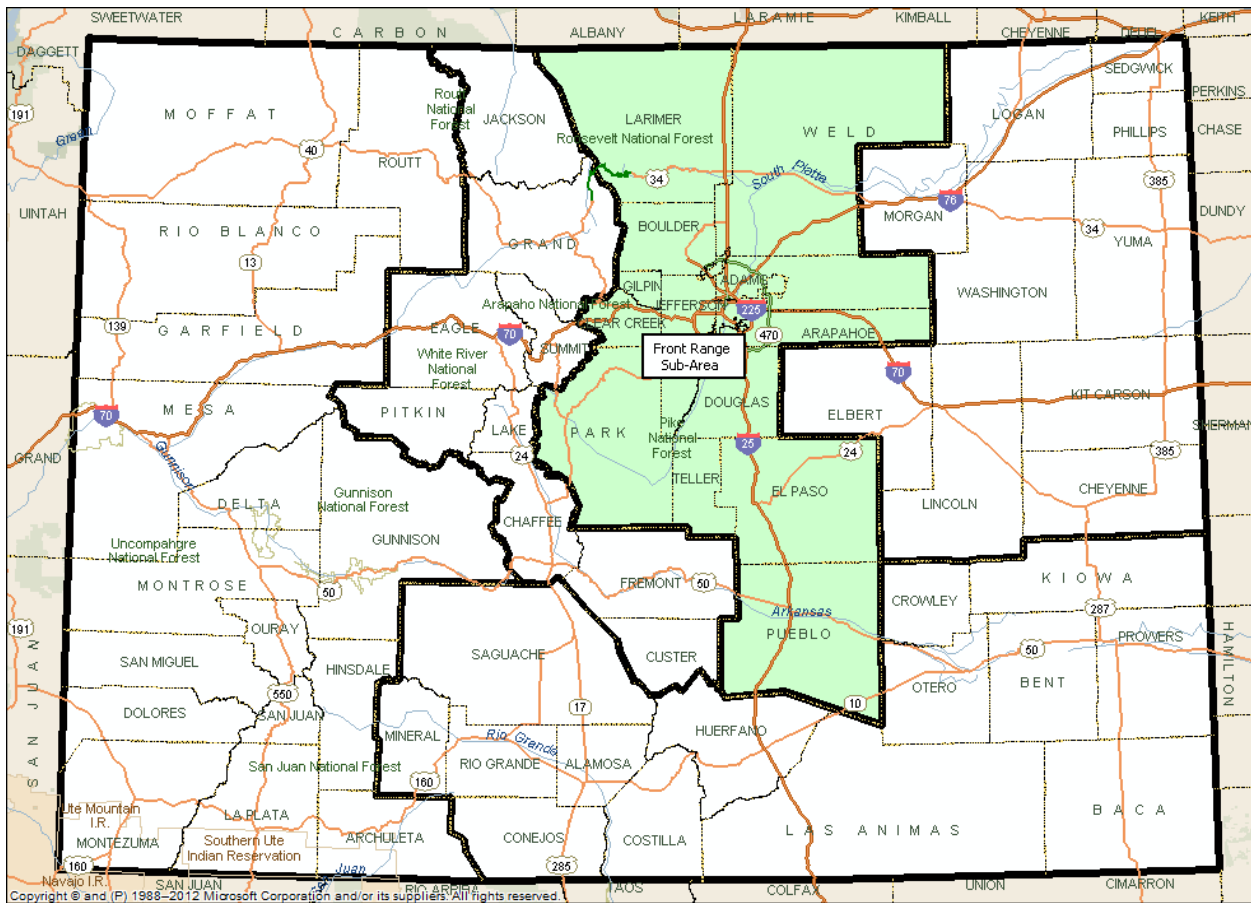 SWEETWATER
CARBON
ALBANY
LARAMIE
KIMBALL
CHEYENNE
DEUEL
KEITH
DAGGETT
191
Green
MOFFAT
40
ROUTT
Routt
National
Forest
JACKSON
LARIMER
Roosevelt National Forest
WELD
LOGAN
SEDGWICK
PERKINS
PHILLIPS
CHASE
34
South Platta
76
385
UINTAH
RIO BLANCO
13
GRAND
BOULDER
MORGAN
34
YUMA
DUNDY
WASHINGTON
139
GARFIELD
EAGLE
70
Arapaho National Forest
GILPIN
JEFFERSON
ADAMS
225
CLEAR CREEK
470
ARAPAHOE
SUMMIT
White River
National
Forest
Front Range
Sub-Area
70
KIT CARSON
MESA
70
PITKIN
LAKE
24
PARK
Pike
National
Forest
DOUGLAS
25
ELBERT
24
SHERMAN
385
GRAND
Gunnison
DELTA
Gunnison
National Forest
TELLER
EL PASO
LINCOLN
CHEYENNE
CHAFFEE
Uncompahgre
National Forest
GUNNISON
MONTROSE
50
FREMONT
50
Arkansas
CROWLEY
KIOWA
287
191
OURAY
PUEBLO
PROWERS
50
HAMILTON
SAN MIGUEL
HINSDALE
SAGUACHE
CUSTER
OTERO
BENT
SAN JUAN
DOLORES
550
SAN JUAN
17
10
MINERAL
Rio Grande
HUERFANO
San Juan National Forest
160
RIO GRANDE
ALAMOSA
Ute Mountain
I.R.
LA PLATA
BACA
MONTEZUMA
Southern Ute
Indian Reservation
ARCHULETA
CONEJOS
COSTILLA
LAS ANIMAS
160
285
San Juan
Navajo I.R.
SAN JUAN
RIO ARRIBA
TAOS
COLFAX
UNION
CIMARRON
Copyright © and (P) 1988–2012 Microsoft Corporation and/or its suppliers. All rights reserved.